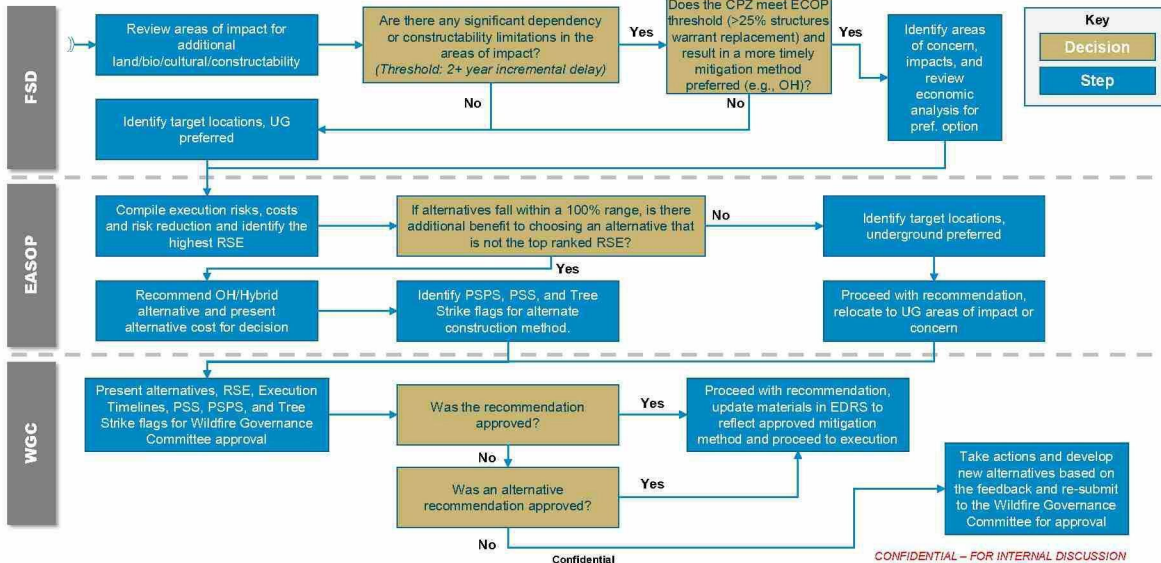 FSD
Review areas of impact for
additional
land/bio/cultural/constructability
Are there any significant dependency
or constructability limitations in the
areas of impact?
(Threshold: 2+ year incremental delay)
Yes
Does the CPZ meet ECOP
threshold (>25% structures
warrant replacement) and
result in a more timely
mitigation method
preferred (e.g., OH)?
Yes
Identify areas
of concern,
impacts, and
review
economic
analysis for
pref. option
Key
Decision
Step
No
No
Identify target locations, UG
preferred
EASOP
Compile execution risks, costs
and risk reduction and identify the
highest RSE
If alternatives fall within a 100% range, is there
additional benefit to choosing an alternative that
is not the top ranked RSE?
No
Identify target locations,
underground preferred
Yes
Recommend OH/Hybrid
alternative and present
alternative cost for decision
Identify PSPS, PSS, and Tree
Strike flags for alternate
construction method.
Proceed with recommendation,
relocate to UG areas of impact or
concern
WGC
Present alternatives, RSE, Execution
Timelines, PSS, PSPS, and Tree
Strike flags for Wildfire Governance
Committee approval
Was the recommendation
approved?
Yes
Proceed with recommendation,
update materials in EDRS to
reflect approved mitigation
method and proceed to execution
No
Was an alternative
recommendation approved?
Yes
Take actions and develop
new alternatives based on
the feedback and re-submit
to the Wildfire Governance
Committee for approval
No
Confidential
CONFIDENTIAL – FOR INTERNAL DISCUSSION